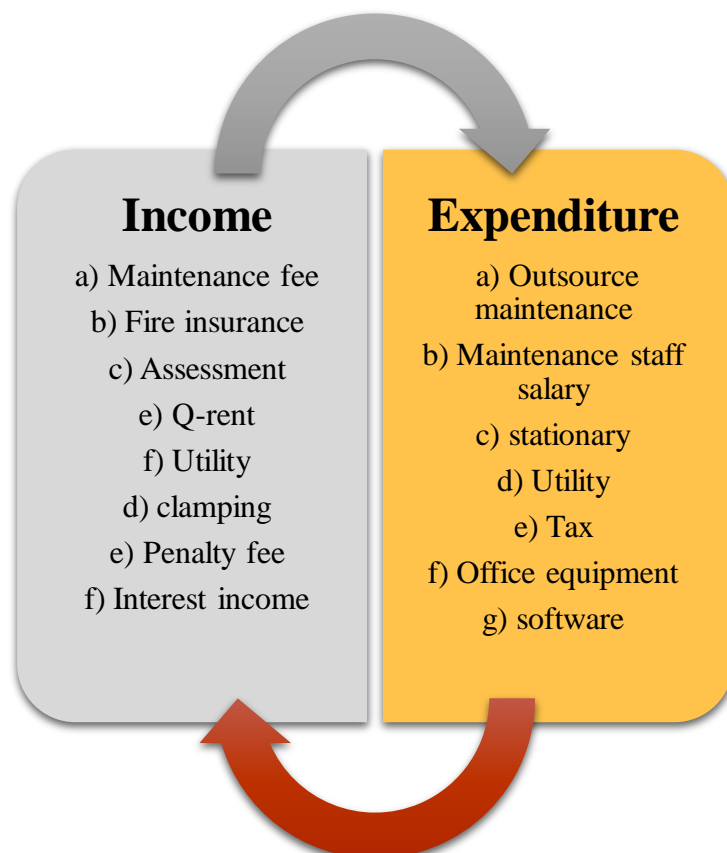 Income
a) Maintenance fee
b) Fire insurance
c) Assessment
e) Q-rent
f) Utility
d) clamping
e) Penalty fee
f) Interest income
Expenditure
a) Outsource
maintenance
b) Maintenance staff
salary
c) stationary
d) Utility
e) Tax
f) Office equipment
g) software